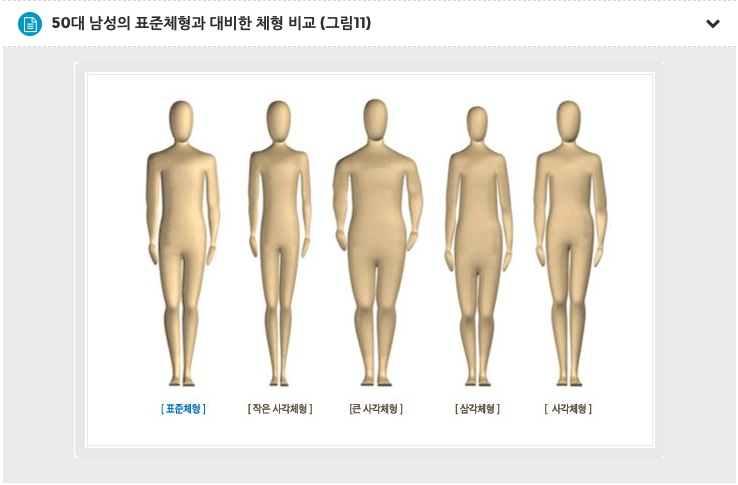 50대 남성의 표준체형과 대비한 체형 비교 (그림11)
[ 표준체형 ]
[ 작은 사각체형 ]
[큰 사각체형 ]
[ 삼각체형 ]
[ 사각체형 ]